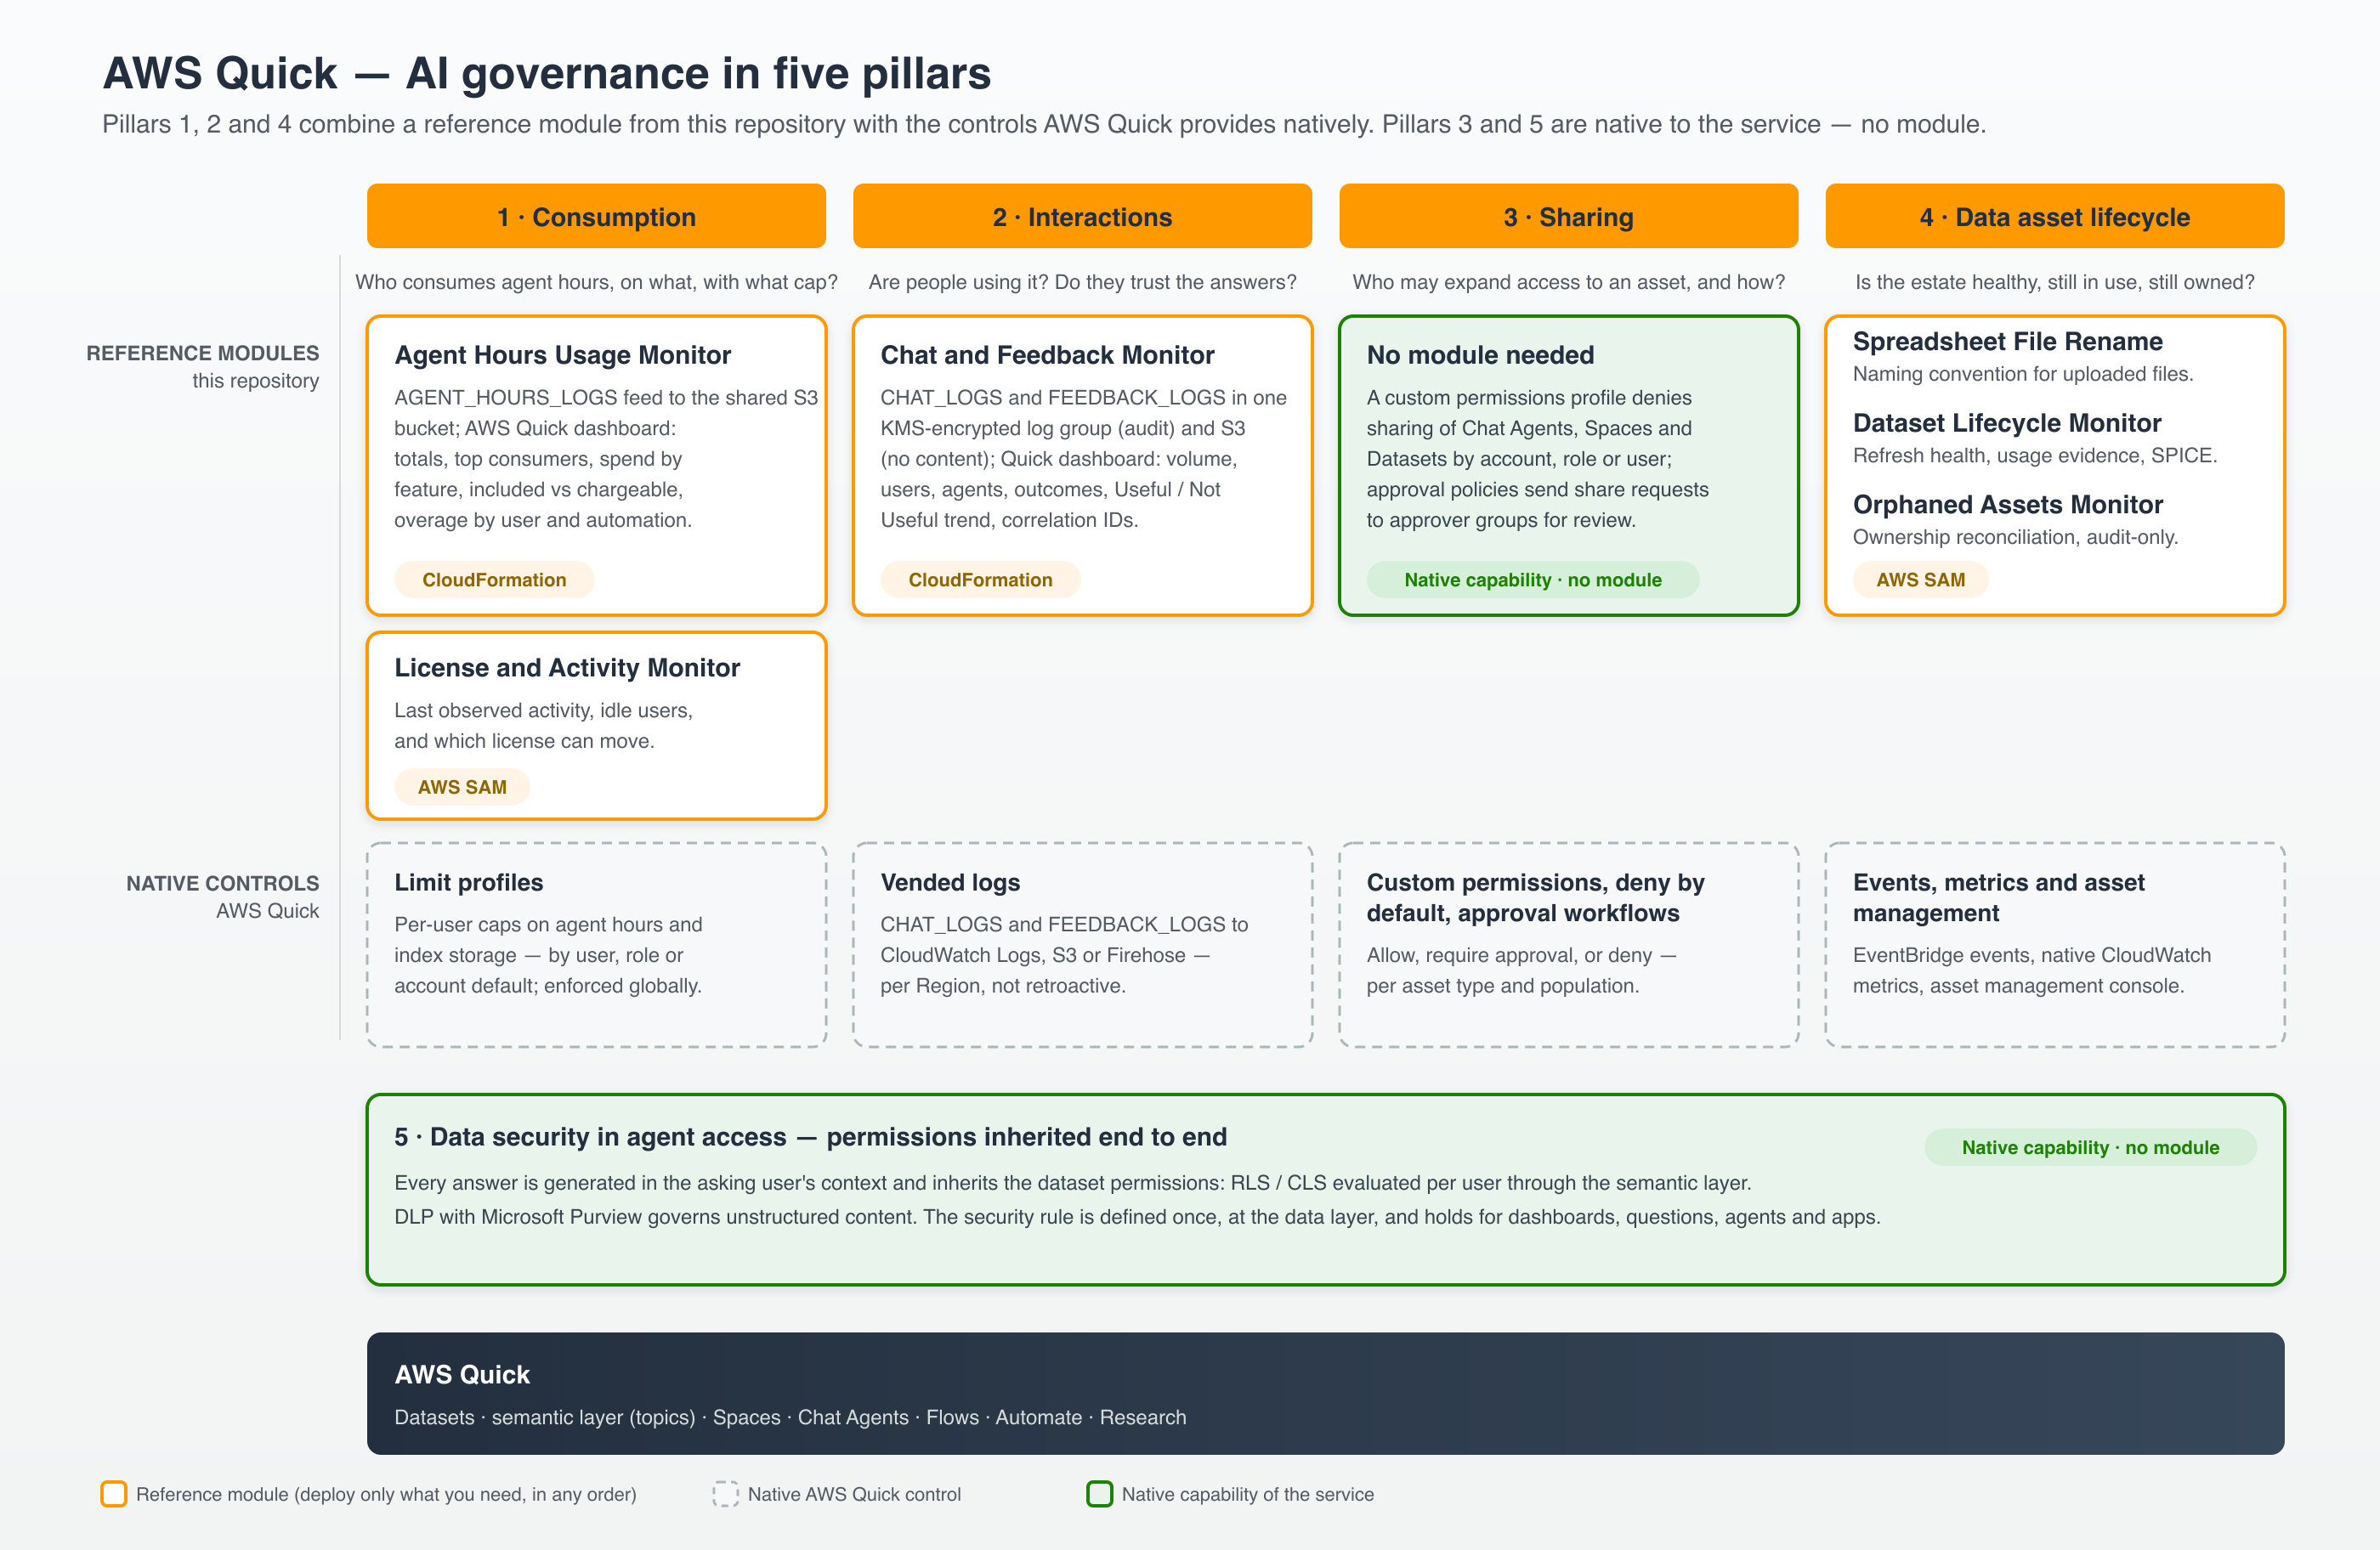 AWS Quick — AI governance in five pillars
Pillars 1, 2 and 4 combine a reference module from this repository with the controls AWS Quick provides natively. Pillars 3 and 5 are native to the service — no module.
1 · Consumption
2 · Interactions
3 · Sharing
4 · Data asset lifecycle
Who consumes agent hours, on what, with what cap?
Are people using it? Do they trust the answers?
Who may expand access to an asset, and how?
Is the estate healthy, still in use, still owned?
REFERENCE MODULES
this repository
Agent Hours Usage Monitor
AGENT_HOURS_LOGS feed to the shared S3
bucket; AWS Quick dashboard:
totals, top consumers, spend by
feature, included vs chargeable,
overage by user and automation.
CloudFormation
Chat and Feedback Monitor
CHAT_LOGS and FEEDBACK_LOGS in one
KMS-encrypted log group (audit) and S3
(no content); Quick dashboard: volume,
users, agents, outcomes, Useful / Not
Useful trend, correlation IDs.
CloudFormation
No module needed
A custom permissions profile denies
sharing of Chat Agents, Spaces and
Datasets by account, role or user;
approval policies send share requests
to approver groups for review.
Native capability · no module
Spreadsheet File Rename
Naming convention for uploaded files.
Dataset Lifecycle Monitor
Refresh health, usage evidence, SPICE.
Orphaned Assets Monitor
Ownership reconciliation, audit-only.
AWS SAM
License and Activity Monitor
Last observed activity, idle users,
and which license can move.
AWS SAM
NATIVE CONTROLS
AWS Quick
Limit profiles
Per-user caps on agent hours and
index storage — by user, role or
account default; enforced globally.
Vended logs
CHAT_LOGS and FEEDBACK_LOGS to
CloudWatch Logs, S3 or Firehose —
per Region, not retroactive.
Custom permissions, deny by
default, approval workflows
Allow, require approval, or deny —
per asset type and population.
Events, metrics and asset
management
EventBridge events, native CloudWatch
metrics, asset management console.
5 · Data security in agent access — permissions inherited end to end
Native capability · no module
Every answer is generated in the asking user's context and inherits the dataset permissions: RLS / CLS evaluated per user through the semantic layer.
DLP with Microsoft Purview governs unstructured content. The security rule is defined once, at the data layer, and holds for dashboards, questions, agents and apps.
AWS Quick
Datasets · semantic layer (topics) · Spaces · Chat Agents · Flows · Automate · Research
Reference module (deploy only what you need, in any order)
Native AWS Quick control
Native capability of the service